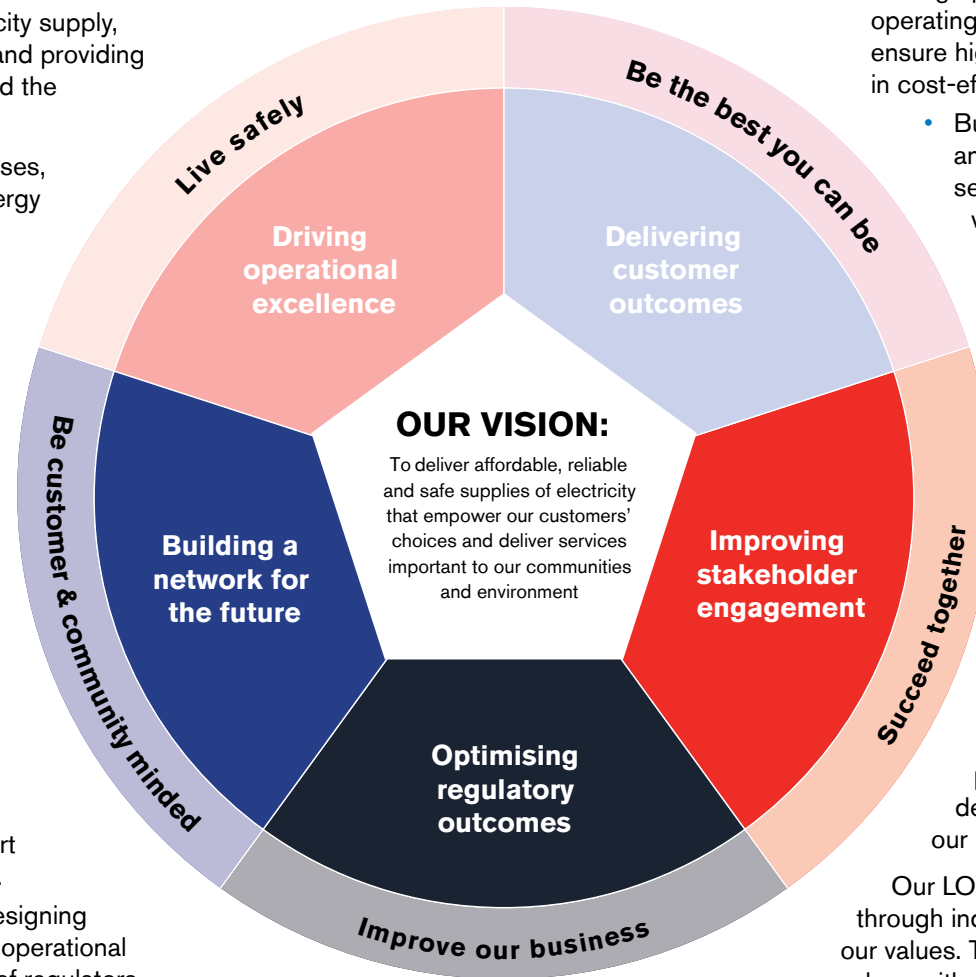 city supply,
and providing
d the
ses,
ergy
operating
ensure hig
in cost-ef
• Bu
an
se
Live safely
Be the best you can be
Driving
operational
excellence
Delivering
customer
outcomes
OUR VISION:
To deliver affordable, reliable
and safe supplies of electricity
that empower our customers’
choices and deliver services
important to our communities
and environment
Be customer & community minded
Building a
network for
the future
Improving
stakeholder
engagement
Succeed together
Optimising
regulatory
outcomes
Improve our business
rt
esigning
operational
of regulators
de
our
Our LO
through inc
our values. T